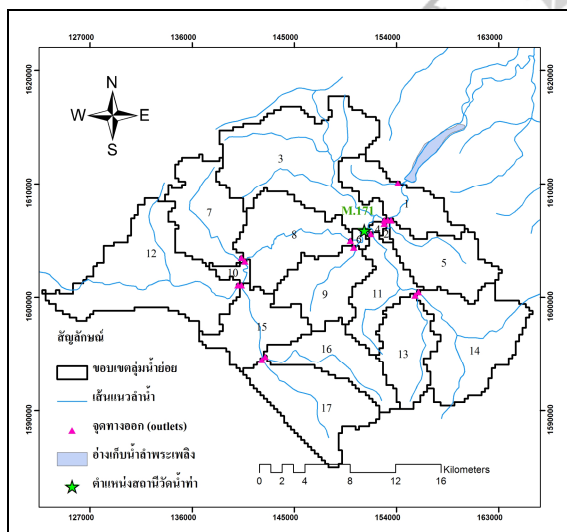 127000 136000 145000 154000 163000
1620000 1620000
N
W E
S
3
1610000 1610000
1
M.171
7
4 2
12 8 6 5
10
9 11
1600000 1600000
สัญลักษณ์
15
16 13 14
ขอบเขตลุ่มน้ำย่อย
เส้นแนวลำน้ำ
17
1590000 1590000
จุดทางออก (outlets)
อ่างเก็บน้ำลำพระเพลิง
Kilometers
0 2 4 8 12 16
ตำแหน่งสถานีวัดน้ำท่า
127000 136000 145000 154000 163000